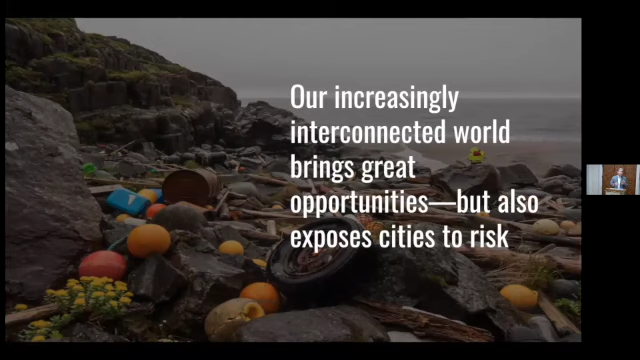 Our increasingly
interconnected world
brings great
opportunities—but also
exposes cities to risk